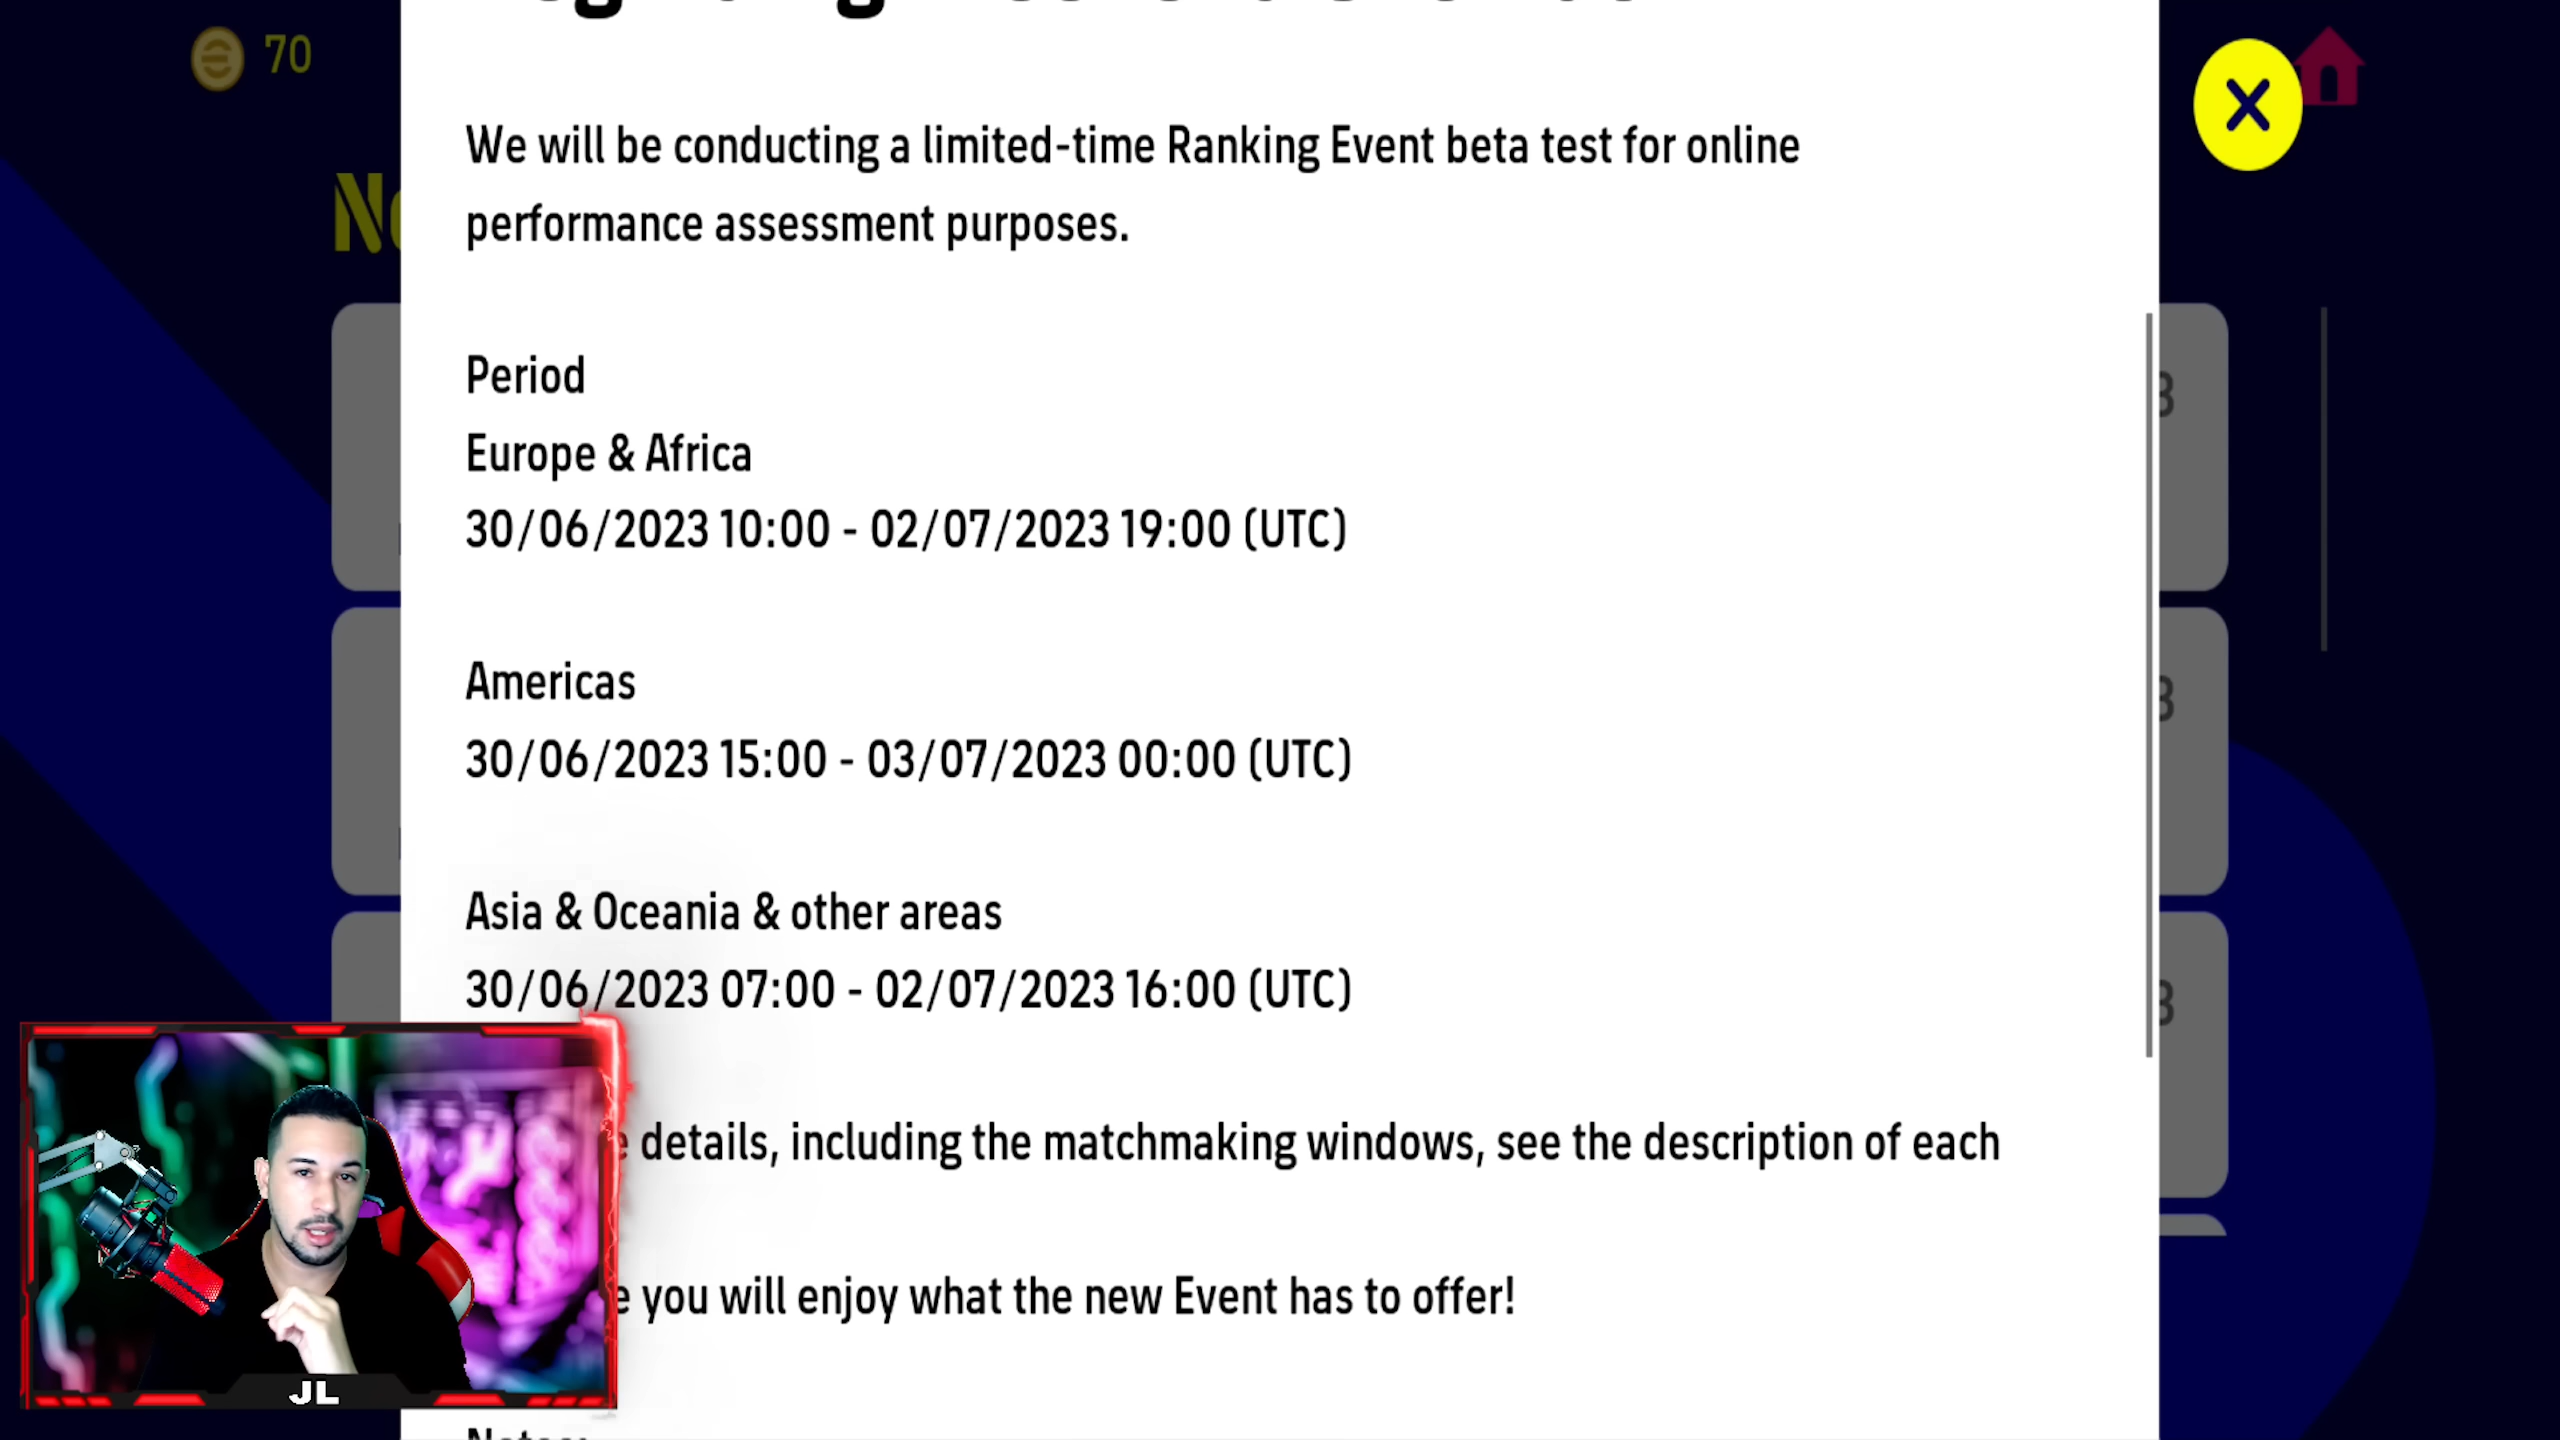 70
We will be conducting a limited-time Ranking Event beta test for online
performance assessment purposes.
Period
Europe & Africa
30/06/2023 10:00 - 02/07/2023 19:00 (UTC)
Americas
30/06/2023 15:00 - 03/07/2023 00:00 (UTC)
Asia & Oceania & other areas
30/06/2023 07:00 - 02/07/2023 16:00 (UTC)
details, including the matchmaking windows, see the description of each
you will enjoy what the new Event has to offer!
JL